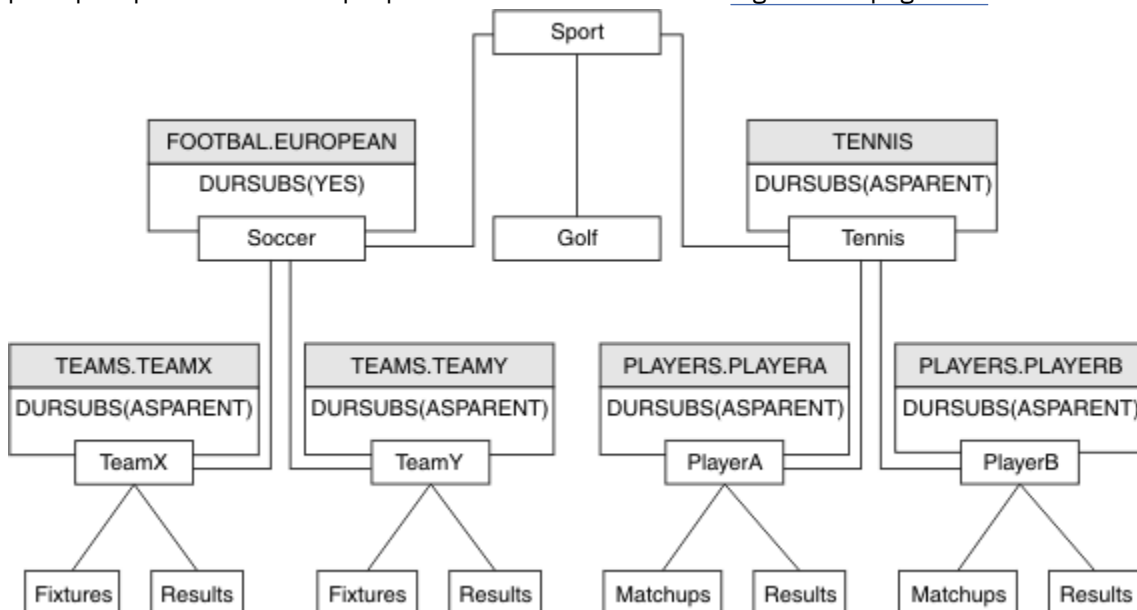 Sport
FOOTBAL.EUROPEAN
DURSUBS(YES)
Soccer
Golf
TENNIS
DURSUBS(ASPARENT)
Tennis
TEAMS.TEAMX
DURSUBS(ASPARENT)
TeamX
TEAMS.TEAMY
DURSUBS(ASPARENT)
TeamY
PLAYERS.PLAYERA
DURSUBS(ASPARENT)
PlayerA
PLAYERS.PLAYERB
DURSUBS(ASPARENT)
PlayerB
Fixtures
Results
Fixtures
Results
Matchups
Results
Matchups
Results